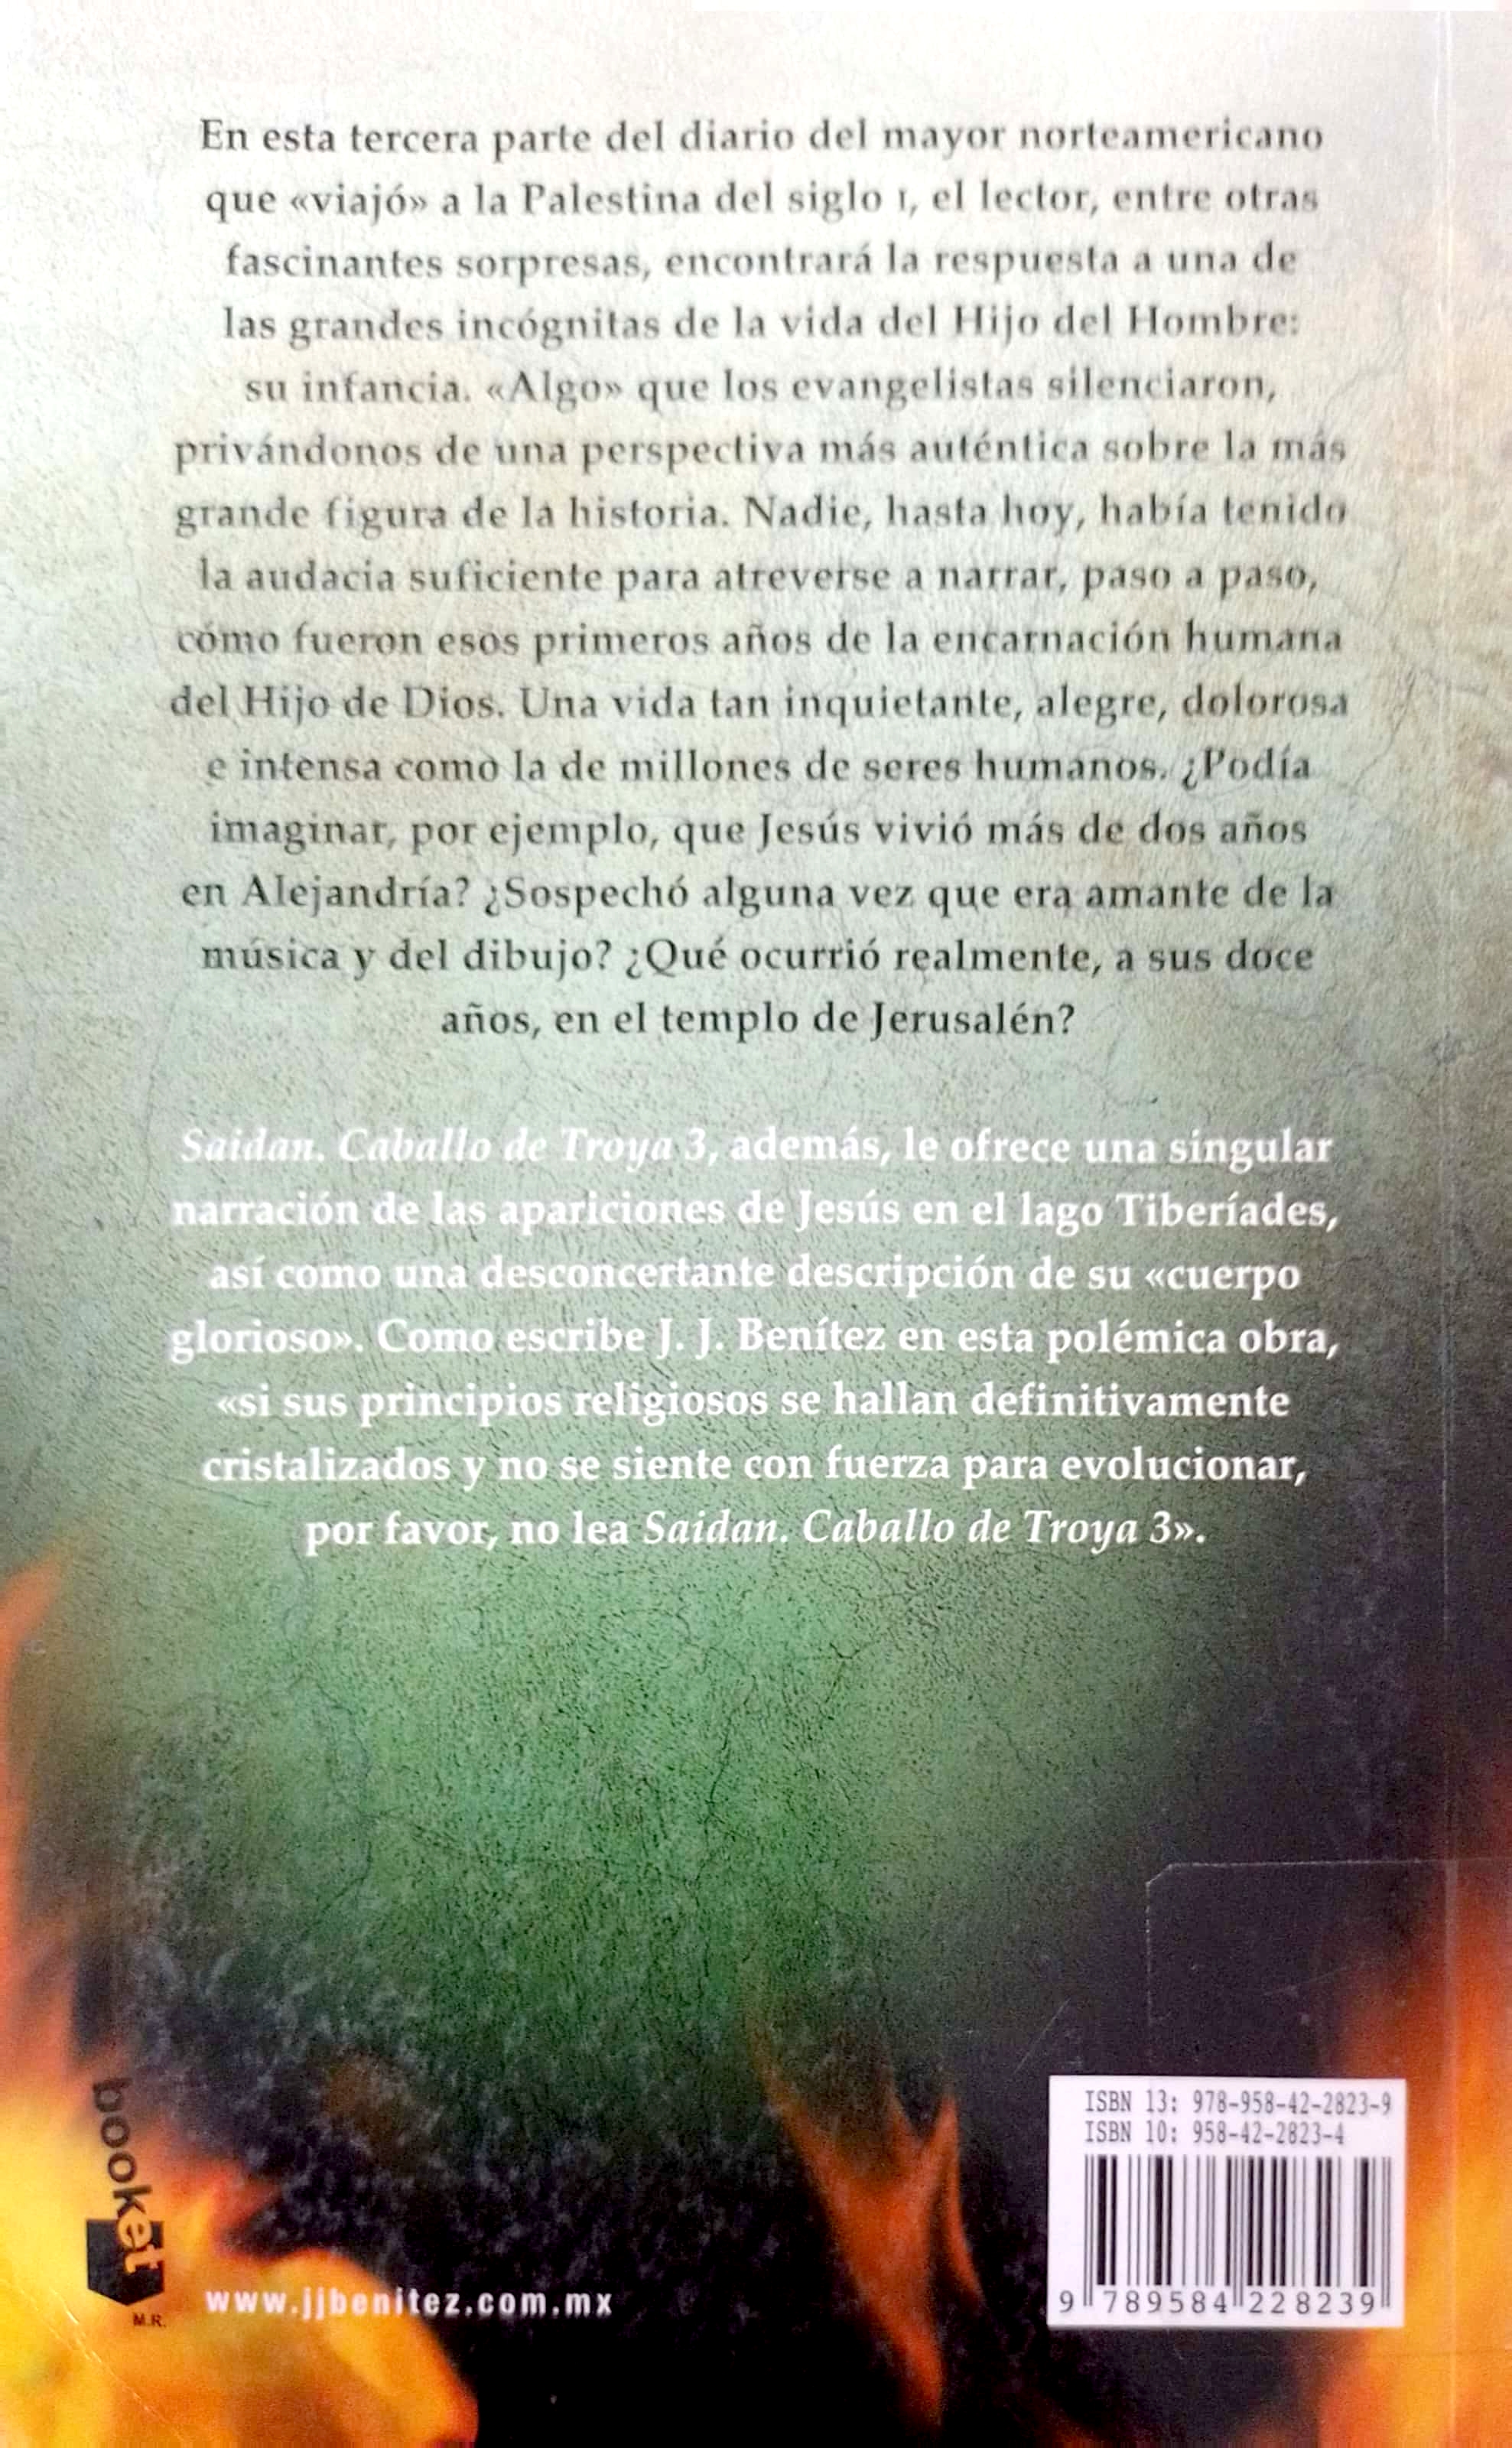 En esta tercera parte del diario del mayor norteamericano
que «viajó» a la Palestina del siglo I, el lector, entre otras
fascinantes sorpresas, encontrará la respuesta a una de
las grandes incógnitas de la vida del Hijo del Hombre:
su infancia. «Algo» que los evangelistas silenciaron,
privándonos de una perspectiva más auténtica sobre la más
grande figura de la historia. Nadie, hasta hoy, había tenido
la audacia suficiente para atreverse a narrar, paso a paso,
cómo fueron esos primeros años de la encarnación humana
del Hijo de Dios. Una vida tan inquietante, alegre, dolorosa
e intensa como la de millones de seres humanos. ¿Podía
imaginar, por ejemplo, que Jesús vivió más de dos años
en Alejandría? ¿Sospechó alguna vez que era amante de la
música y del dibujo? ¿Qué ocurrió realmente, a sus doce
años, en el templo de Jerusalén?
Saidan. Caballo de Troya 3, además, le ofrece una singular
narración de las apariciones de Jesús en el lago Tiberíades,
así como una desconcertante descripción de su «cuerpo
glorioso». Como escribe J. J. Benítez en esta polémica obra,
«si sus principios religiosos se hallan definitivamente
cristalizados y no se siente con fuerza para evolucionar,
por favor, no lea Saidan. Caballo de Troya 3».
booket
M.R.
www.jjbenitez.com.mx
ISBN 13: 978-958-42-2823-9
ISBN 10: 958-42-2823-4
9 789584 228239